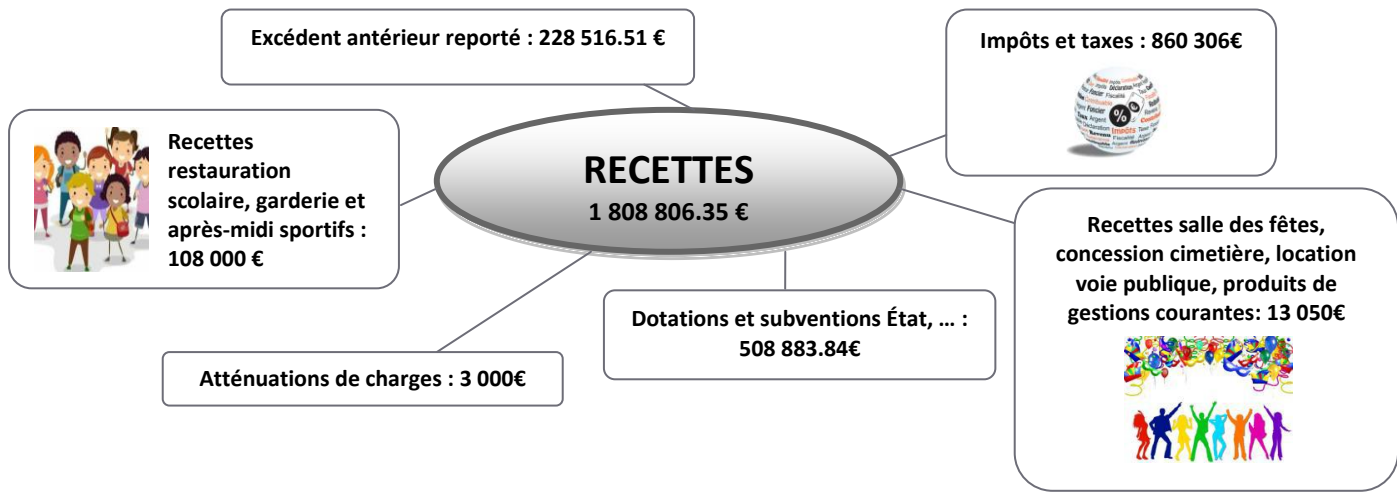 Excédent antérieur reporté : 228 516.51 €
Impôts et taxes : 860 306€
%
IMPÔTS
Recettes
restauration
scolaire, garderie et
après-midi sportifs :
108 000 €
RECETTES
1 808 806.35 €
Recettes salle des fêtes,
concession cimetière, location
voie publique, produits de
gestions courantes: 13 050€
Dotations et subventions État, ... :
508 883.84€
Atténuations de charges : 3 000€